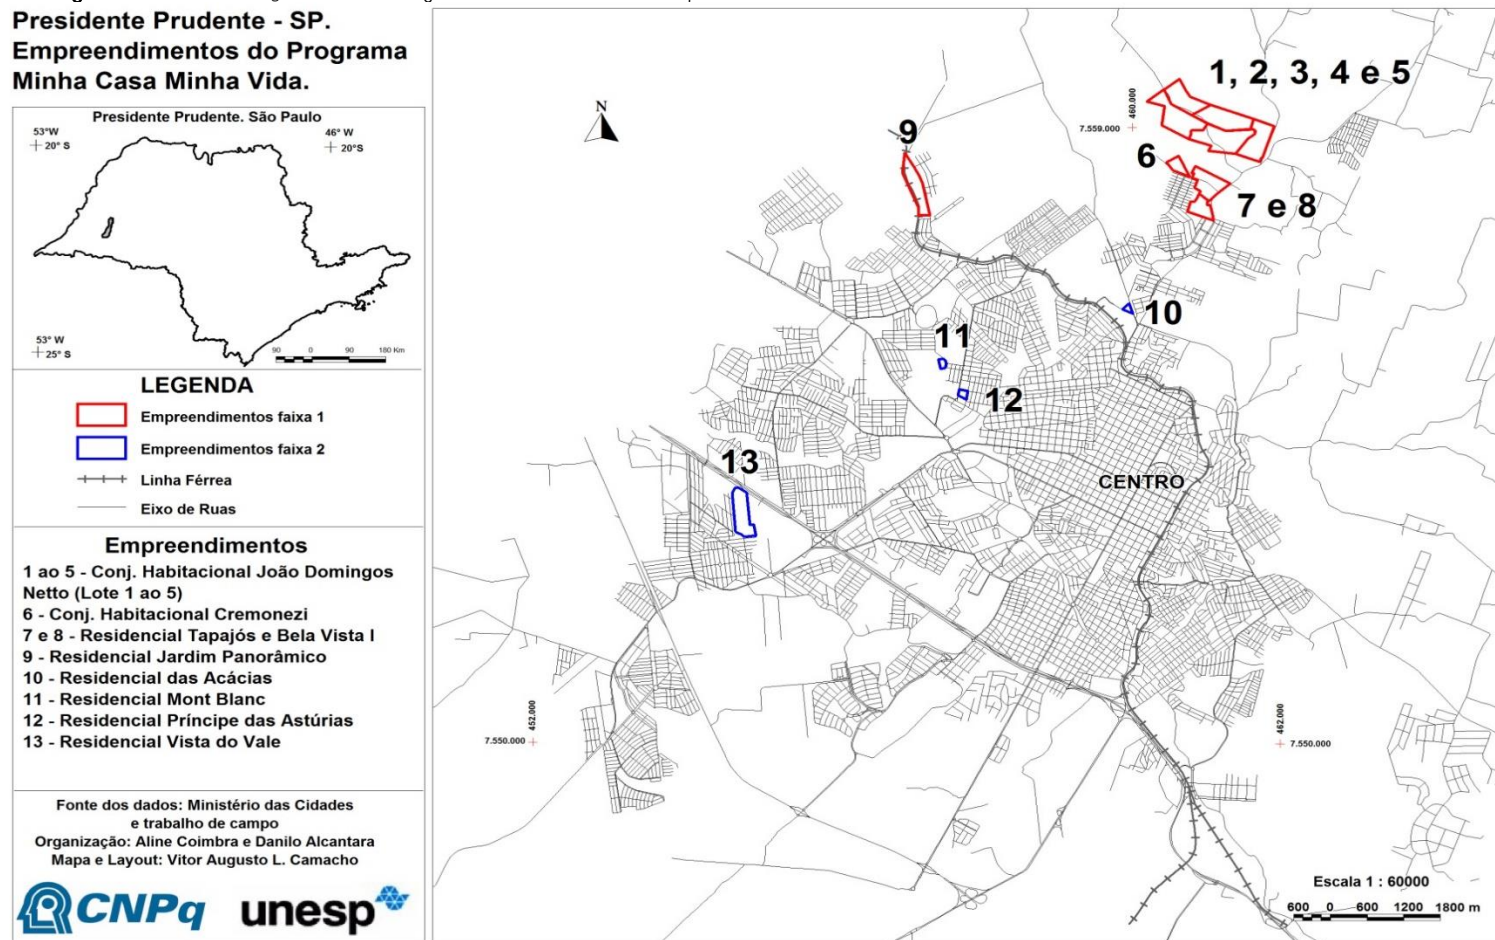 Presidente Prudente - SP.
Empreendimentos do Programa
Minha Casa Minha Vida.
Presidente Prudente. São Paulo
53°W
20° S
46° W
20°S
53° W
25° S
90 0 90 180 Km
LEGENDA
Empreendimentos faixa 1
Empreendimentos faixa 2
Linha Férrea
Eixo de Ruas
Empreendimentos
1 ao 5 - Conj. Habitacional João Domingos
Netto (Lote 1 ao 5)
6 - Conj. Habitacional Cremonezi
7 e 8 - Residencial Tapajós e Bela Vista I
9 - Residencial Jardim Panorâmico
10 - Residencial das Acácias
11 - Residencial Mont Blanc
12 - Residencial Príncipe das Astúrias
13 - Residencial Vista do Vale
Fonte dos dados: Ministério das Cidades
e trabalho de campo
Organização: Aline Coimbra e Danilo Alcantara
Mapa e Layout: Vitor Augusto L. Camacho
CNPq
unesp
N
1, 2, 3, 4 e 5
460.000
7.559.000
9
6
7 e 8
10
11
12
13
CENTRO
452.000
7.550.000
462.000
7.550.000
Escala 1 : 60000
600 0 600 1200 1800 m